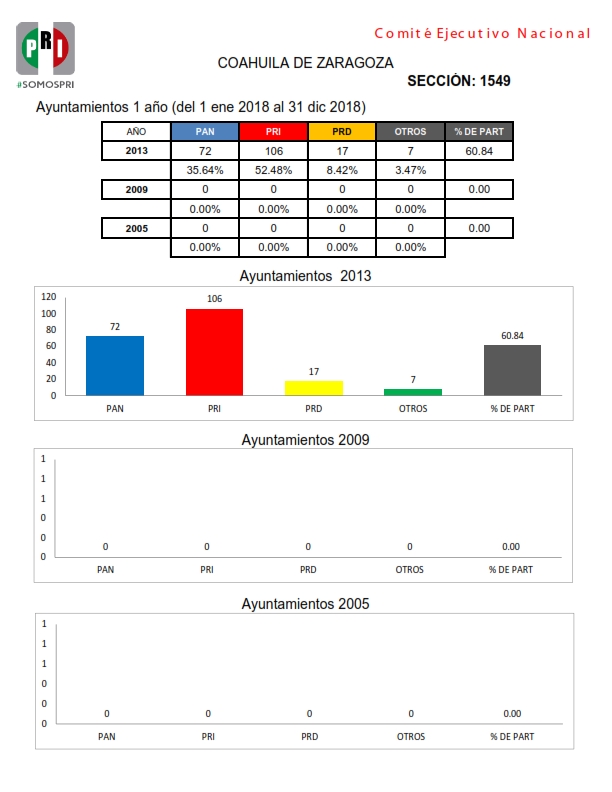 Comité Ejecutivo Nacional
PRI
#SOMOSPRI
COAHUILA DE ZARAGOZA
SECCIÓN: 1549
Ayuntamientos 1 año (del 1 ene 2018 al 31 dic 2018)
AÑO PAN PRI PRD OTROS % DE PART
2013 72 106 17 7 60.84
35.64% 52.48% 8.42% 3.47%
2009 0 0 0 0 0.00
0.00% 0.00% 0.00% 0.00%
2005 0 0 0 0 0.00
0.00% 0.00% 0.00% 0.00%
Ayuntamientos 2013
120
100
80
60
40
20
0
72 106 17 7 60.84
PAN PRI PRD OTROS % DE PART
Ayuntamientos 2009
1
1
1
0
0
0
0 0 0 0 0.00
PAN PRI PRD OTROS % DE PART
Ayuntamientos 2005
1
1
1
0
0
0
0 0 0 0 0.00
PAN PRI PRD OTROS % DE PART